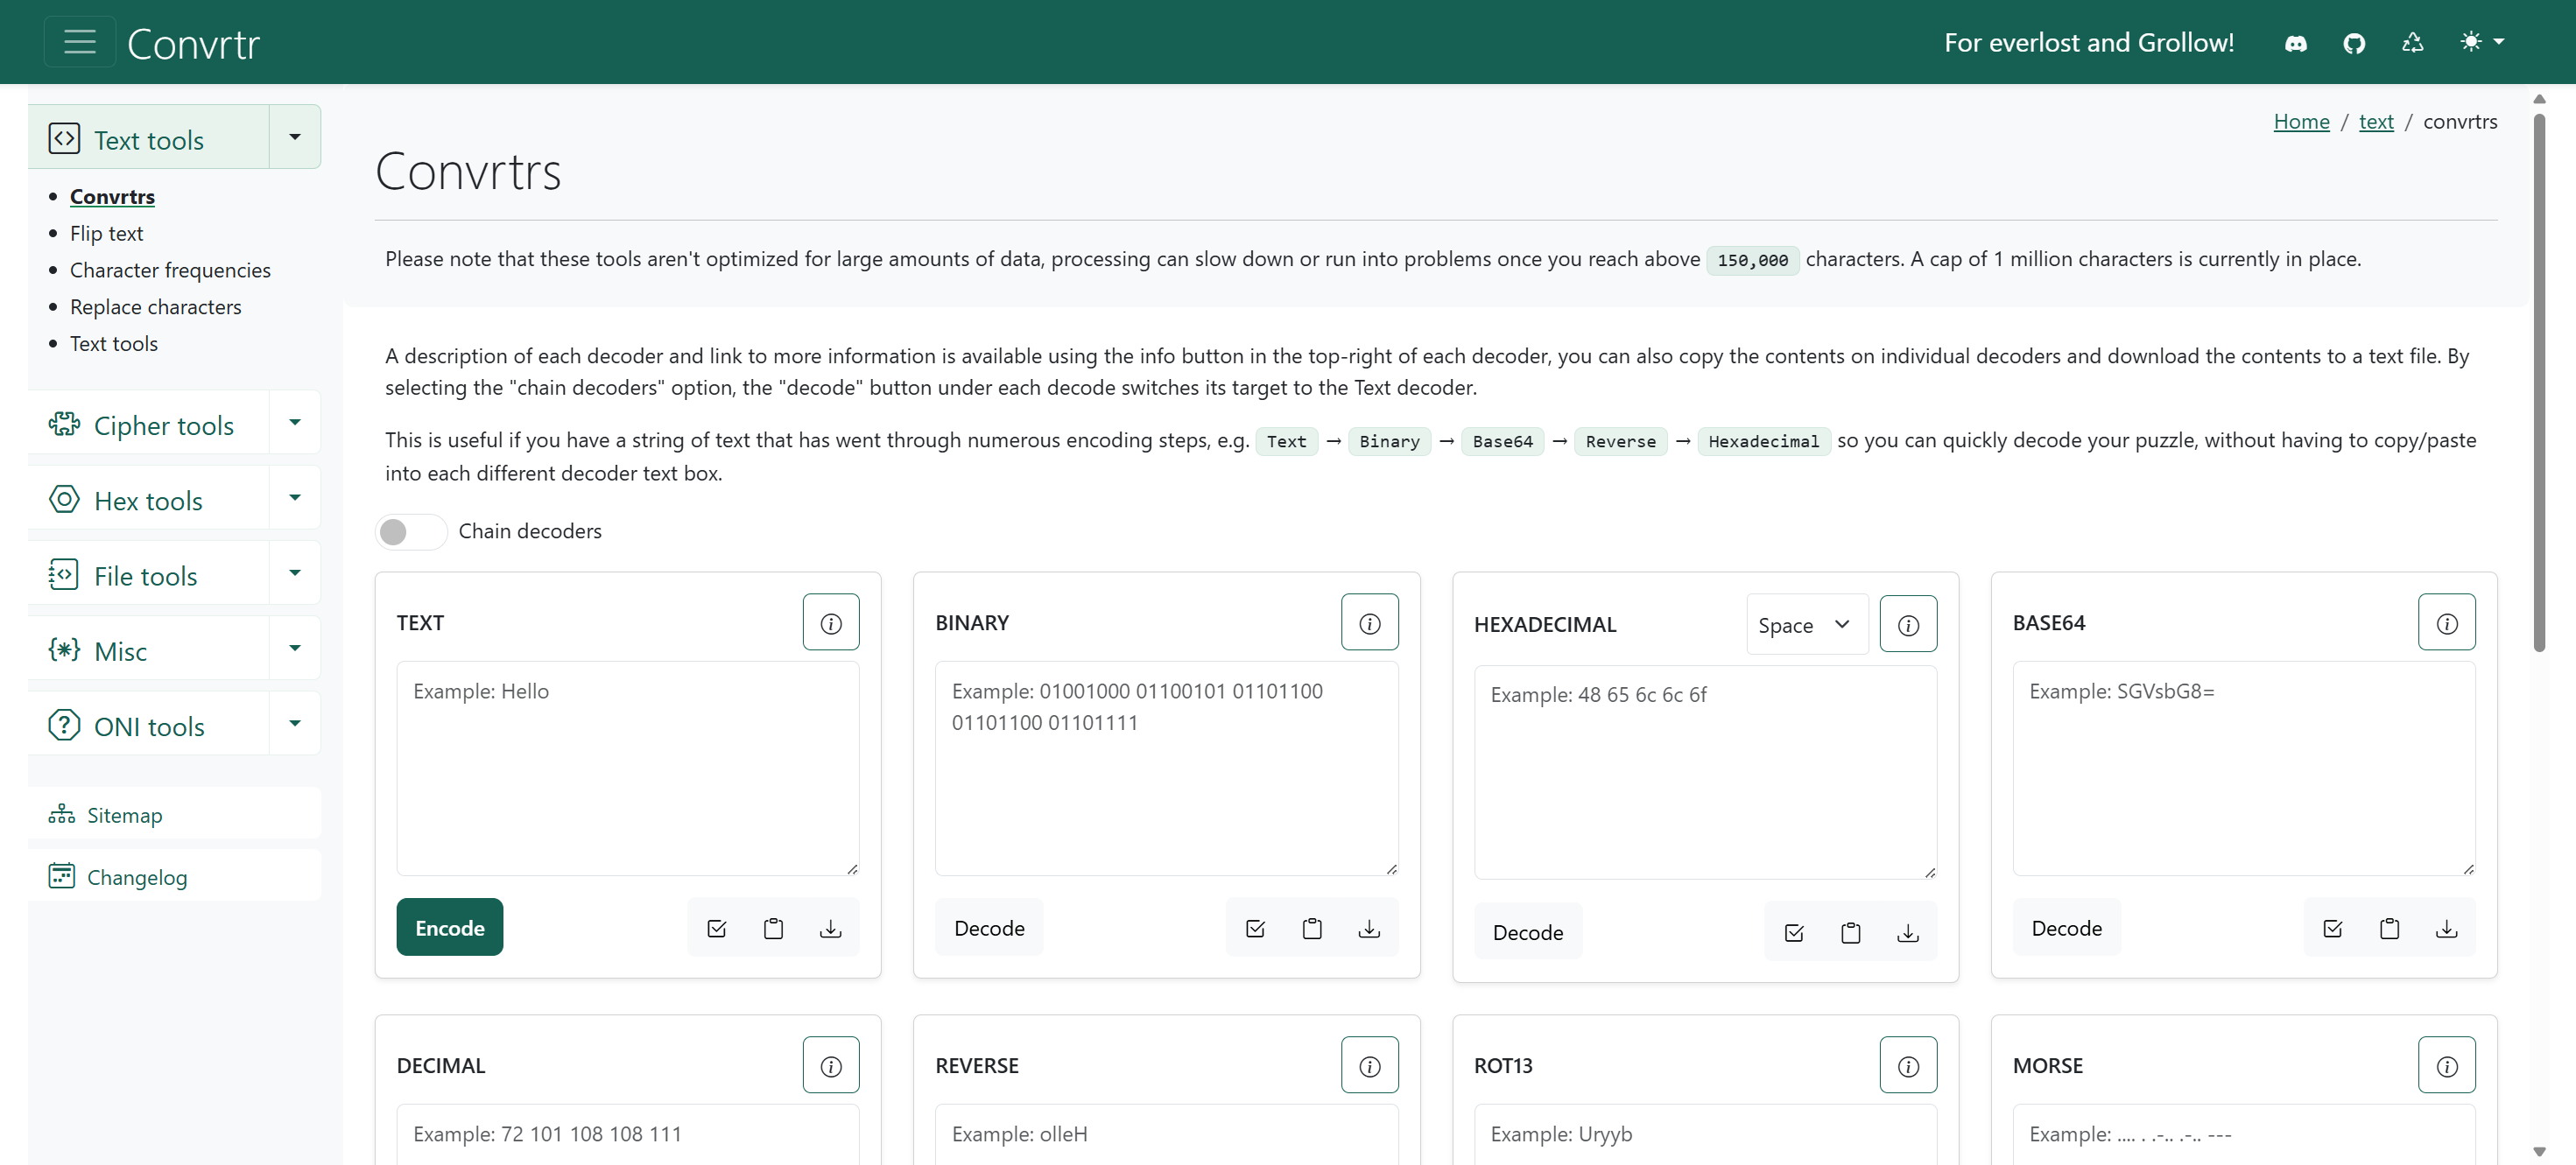 Convrtr
For everlost and Grollow!
Text tools
Convrtrs
Flip text
Character frequencies
Replace characters
Text tools
Cipher tools
Hex tools
File tools
Misc
ONI tools
Sitemap
Changelog
Home / text / convrtrs
Convrtrs
Please note that these tools aren't optimized for large amounts of data, processing can slow down or run into problems once you reach above 150,000 characters. A cap of 1 million characters is currently in place.
A description of each decoder and link to more information is available using the info button in the top-right of each decoder, you can also copy the contents on individual decoders and download the contents to a text file. By
selecting the "chain decoders" option, the "decode" button under each decode switches its target to the Text decoder.
This is useful if you have a string of text that has went through numerous encoding steps, e.g. Text → Binary → Base64 → Reverse → Hexadecimal so you can quickly decode your puzzle, without having to copy/paste
into each different decoder text box.
Chain decoders
TEXT
Example: Hello
Encode
BINARY
Example: 01001000 01100101 01101100
01101100 01101111
Decode
HEXADECIMAL
Space
Example: 48 65 6c 6c 6f
Decode
BASE64
Example: SGVsbG8=
Decode
DECIMAL
Example: 72 101 108 108 111
REVERSE
Example: olleH
ROT13
Example: Uryyb
MORSE
Example: .... . .-.. .-.. ---